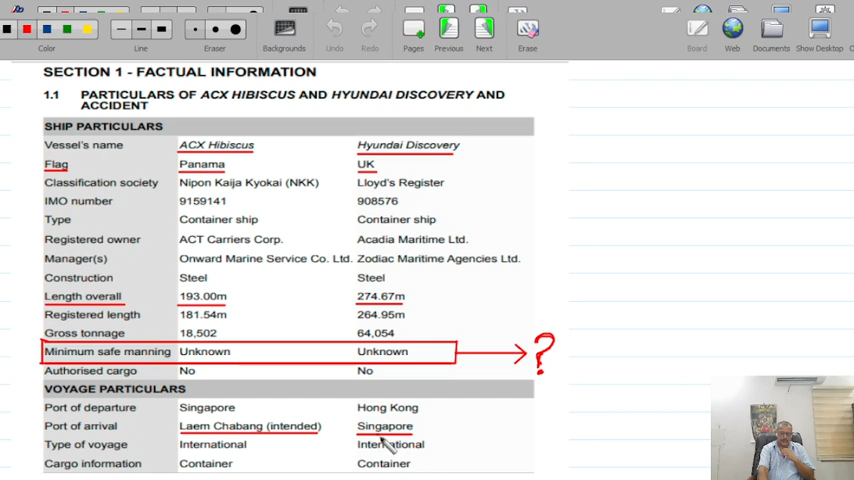 Color
Line
Eraser
Backgrounds
Undo
Redo
Pages
Previous
Next
Erase
Board
Web
Documents
Show Desktop
SECTION 1 - FACTUAL INFORMATION
1.1 PARTICULARS OF ACX HIBISCUS AND HYUNDAI DISCOVERY AND
ACCIDENT
SHIP PARTICULARS
Vessel's name ACX Hibiscus Hyundai Discovery
Flag Panama UK
Classification society Nipon Kaija Kyokai (NKK) Lloyd's Register
IMO number 9159141 908576
Type Container ship Container ship
Registered owner ACT Carriers Corp. Acadia Maritime Ltd.
Manager(s) Onward Marine Service Co. Ltd. Zodiac Maritime Agencies Ltd.
Construction Steel Steel
Length overall 193.00m 274.67m
Registered length 181.54m 264.95m
Gross tonnage 18,502 64,054
Minimum safe manning Unknown Unknown ?
Authorised cargo No No
VOYAGE PARTICULARS
Port of departure Singapore Hong Kong
Port of arrival Laem Chabang (intended) Singapore
Type of voyage International International
Cargo information Container Container